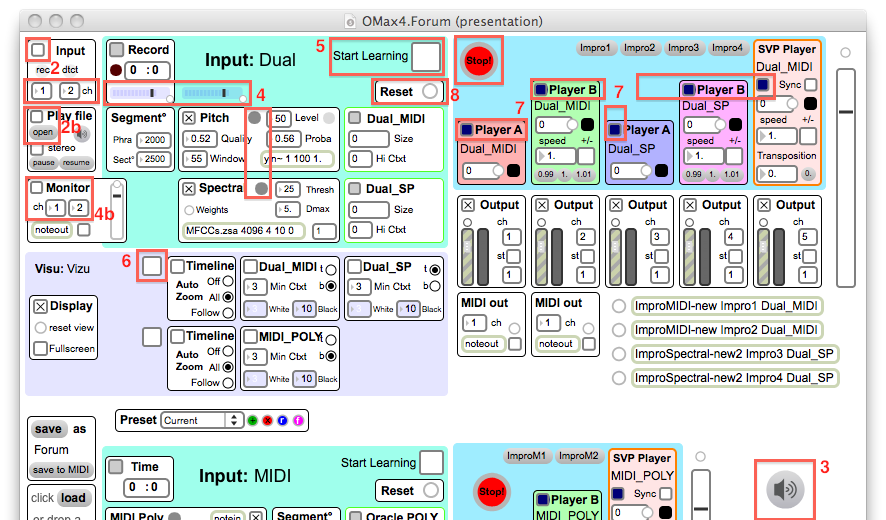 OMax4.Forum (presentation)
Input
2
rec dtct
1 2 ch
Play file
2b
open
stereo
pause resume
Monitor
ch 1 2
4b
noteout
Record
0 :0
Input: Dual
5
Start Learning
Reset
8
4
Segment°
Phra 2000
Sect° 2500
Pitch
50 Level
0.52 Quality
0.56 Proba
55 Window
yin~ 1 100 1.
Spectral
25 Thresh
Weights
5. Dmax
MFCCs.zsa 4096 4 10 0
1
Dual_MIDI
0 Size
0 Hi Ctxt
Dual_SP
0 Size
0 Hi Ctxt
Stop!
Impro1 Impro2 Impro3 Impro4
7
Player A
Dual_MIDI
0
Player B
Dual_MIDI
0
speed +/-
1.
0.99 1. 1.01
7
Player A
Dual_SP
0
Player B
Dual_SP
0
speed +/-
1.
0.99 1. 1.01
SVP Player
Dual_MIDI
Sync
0
speed +/-
1.
Transposition
0. 0.
Output Output Output Output Output
ch ch ch ch ch
1 2 3 4 5
st st st st st
1 1 1 1 1
MIDI out
1 ch
noteout
MIDI out
1 ch
noteout
ImproMIDI-new Impro1 Dual_MIDI
ImproMIDI-new Impro2 Dual_MIDI
ImproSpectral-new2 Impro3 Dual_SP
ImproSpectral-new2 Impro4 Dual_SP
Visu: Vizu
6
Display
reset view
Fullscreen
Timeline
Auto Off
Zoom All
Follow
Dual_MIDI t
3 Min Ctxt b
White 10 Black
Dual_SP t
3 Min Ctxt b
White 10 Black
Timeline
Auto Off
Zoom All
Follow
MIDI_POLY t
3 Min Ctxt b
White 10 Black
Preset Current
+ x r f
save as
Forum
save to MIDI
click load
or drop a
Time
0 :0
Input: MIDI
Start Learning
Reset
MIDI Poly
notein
Segment°
Oracle POLY
Stop!
ImproM1 ImproM2
Player B
MIDI_POLY
SVP Player
MIDI_POLY
Sync
0
speed +/-
3